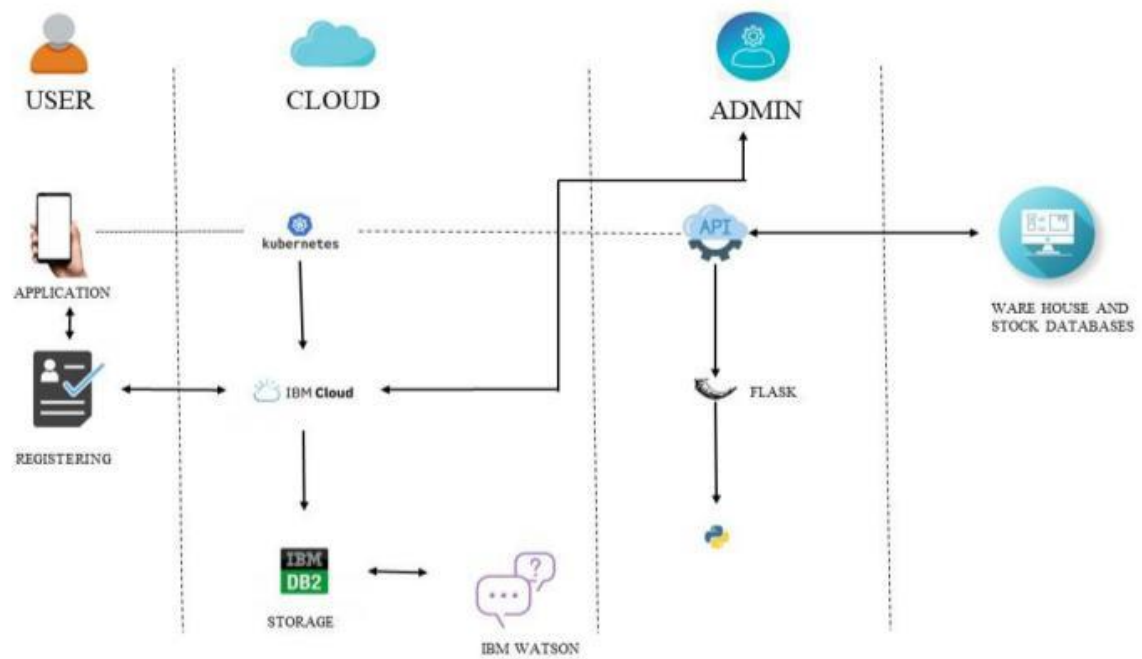 USER
CLOUD
ADMIN
kubernetes
API
APPLICATION
WARE HOUSE AND
STOCK DATABASES
IBM Cloud
FLASK
REGISTERING
IBM
DB2
?
STORAGE
IBM WATSON